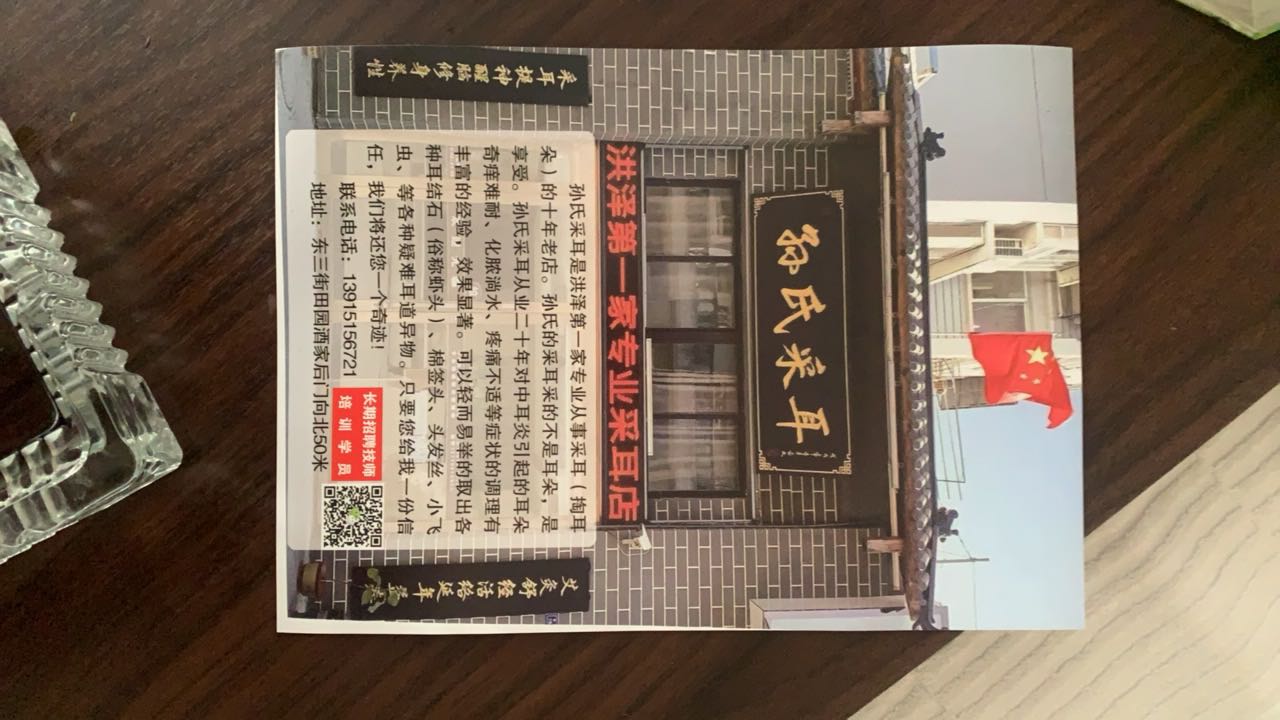 孙氏采耳
洪泽第一家专业采耳店
采耳提神醒脑修身养性
艾灸舒经活络延年益
孙氏采耳是洪泽第一家专业从事采耳（掏耳
朵）的十年老店。孙氏的采耳采的不是耳朵，是
享受。孙氏采耳从业二十年对中耳炎引起的耳朵
奇痒难耐、化脓淌水、疼痛不适等症状的调理有
丰富的经验，效果显著。可以轻而易举的取出各
种耳结石（俗称虾头）、棉签头、头发丝、小飞
虫、等各种疑难耳道异物。只要您给我一份信
任，我们将还您一个奇迹！
联系电话：13915156721
地址：东三街田园酒家后门向北50米
长期招聘技师
培训学员